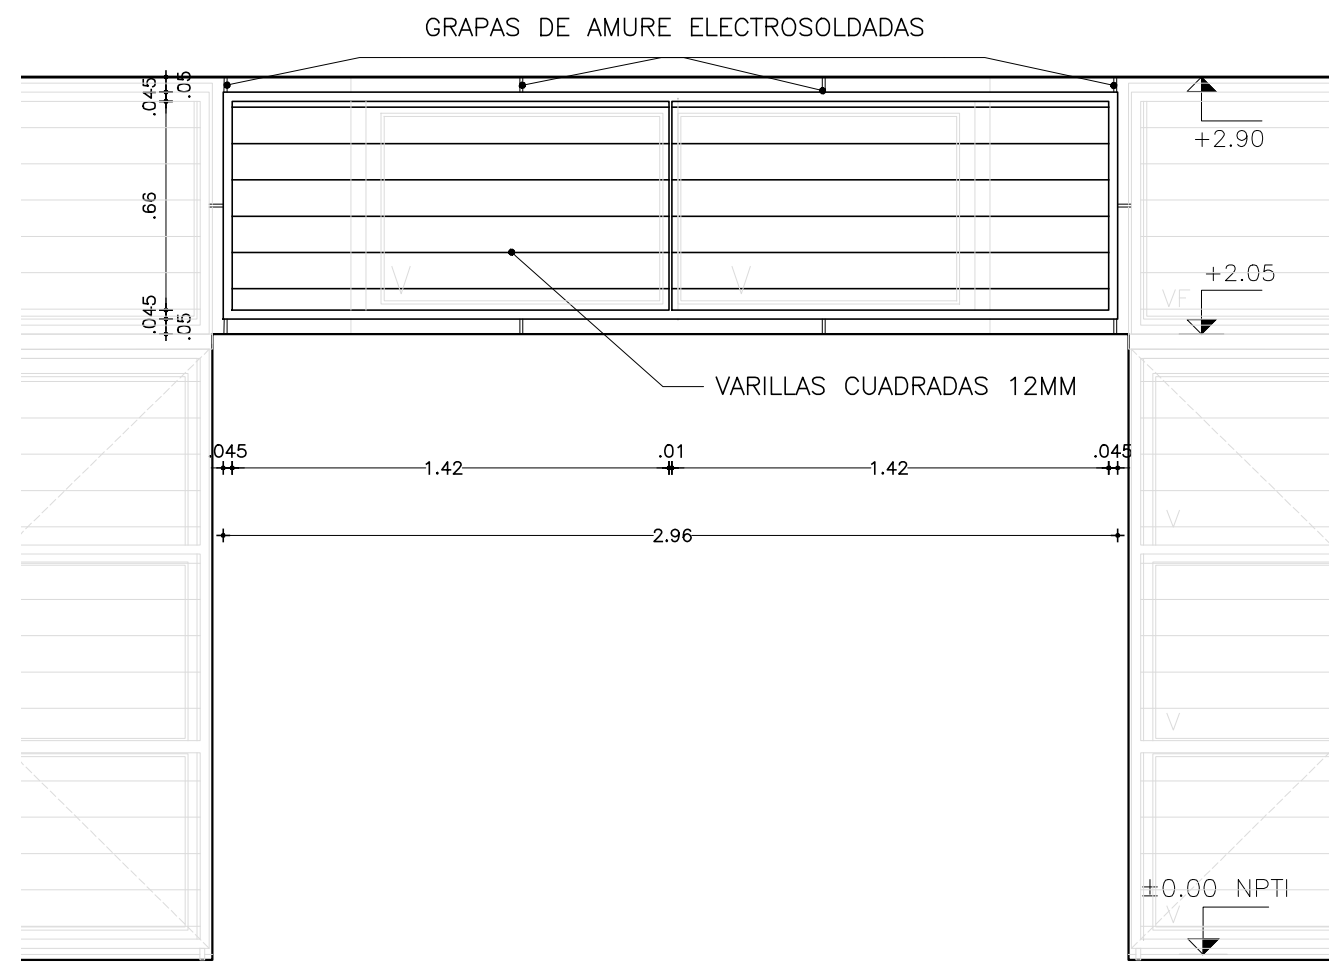 GRAPAS DE AMURE ELECTROSOLDADAS
.045
.05
+2.90
.66
+2.05
V
V
VF
.045
.05
VARILLAS CUADRADAS 12MM
.045
.01
.045
1.42
1.42
V
2.96
V
±0.00 NPTI
V